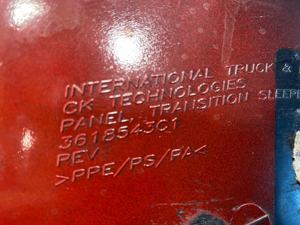 INTERNATIONAL TRUCK &
CK TECHNOLOGIES
PANEL, TRANSITION SLEEP
3618543C1
REV
>PPE/PS/PA<